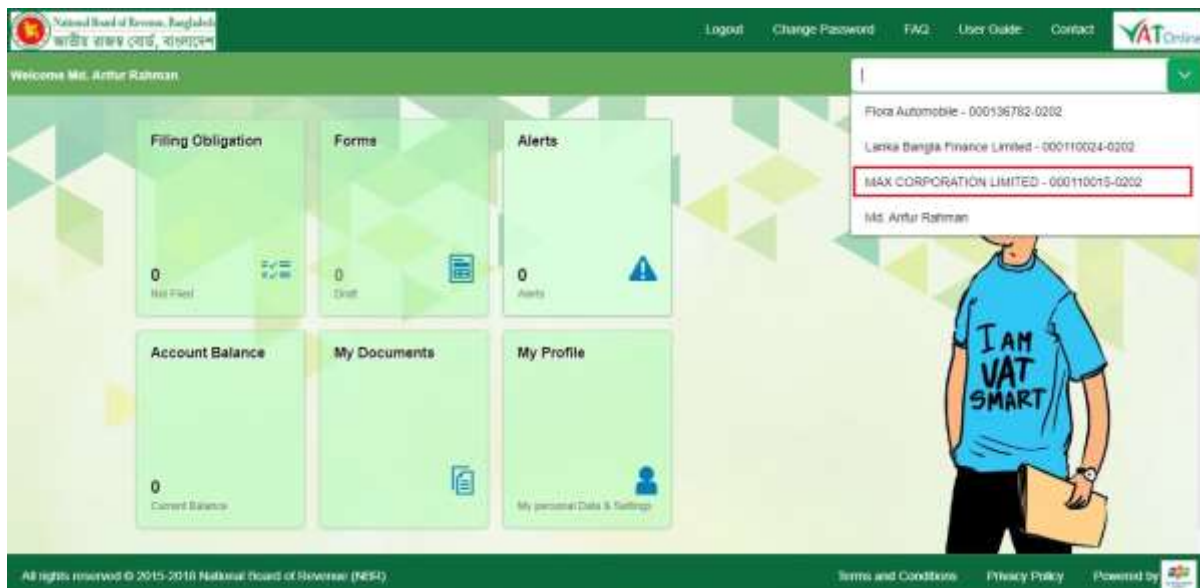 National Board of Revenue, Bangladesh
জাতীয় রাজস্ব বোর্ড, বাংলাদেশ
Logout Change Password FAQ User Guide Contact
VAT Online
Welcome Md. Arifur Rahman
Flora Automobile - 000136782-0202
Lanka Bangla Finance Limited - 000110024-0202
MAX CORPORATION LIMITED - 000110015-0202
Md. Arifur Rahman
Filing Obligation
0
Not Filed
Forms
0
Draft
Alerts
0
Alerts
Account Balance
0
Current Balance
My Documents
My Profile
My personal Data & Settings
I AM
VAT
SMART
All rights reserved © 2015-2018 National Board of Revenue (NBR)
Terms and Conditions Privacy Policy Powered by